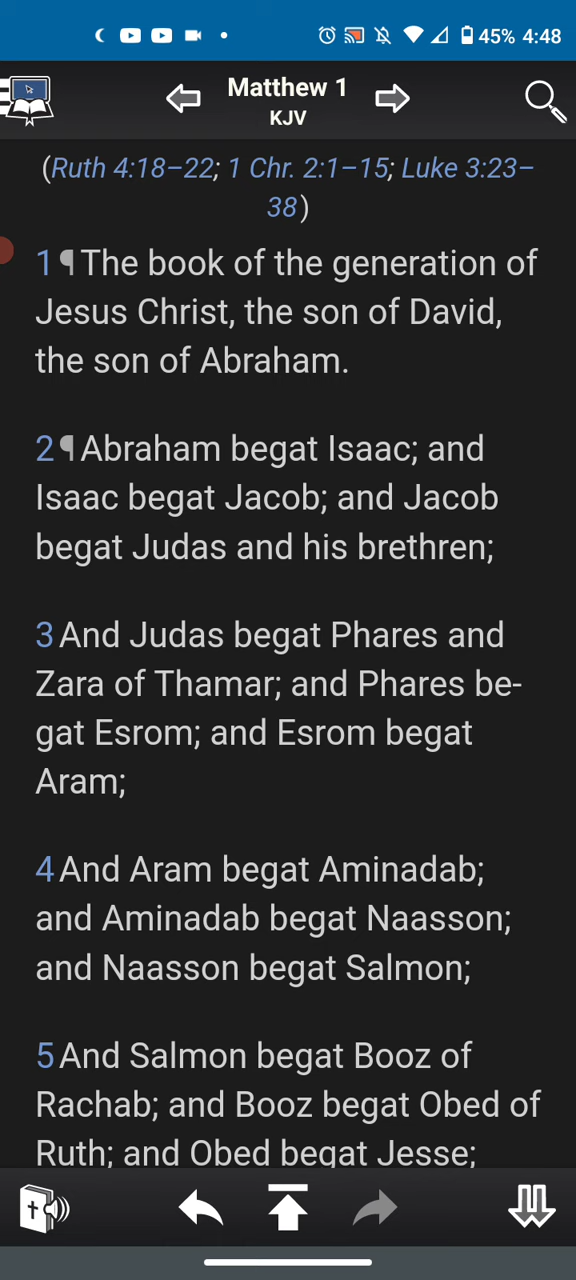 45% 4:48
Matthew 1
KJV
(Ruth 4:18–22; 1 Chr. 2:1–15; Luke 3:23–
38)
1 ¶ The book of the generation of
Jesus Christ, the son of David,
the son of Abraham.
2 ¶ Abraham begat Isaac; and
Isaac begat Jacob; and Jacob
begat Judas and his brethren;
3 And Judas begat Phares and
Zara of Thamar; and Phares be-
gat Esrom; and Esrom begat
Aram;
4 And Aram begat Aminadab;
and Aminadab begat Naasson;
and Naasson begat Salmon;
5 And Salmon begat Booz of
Rachab; and Booz begat Obed of
Ruth; and Obed begat Jesse;